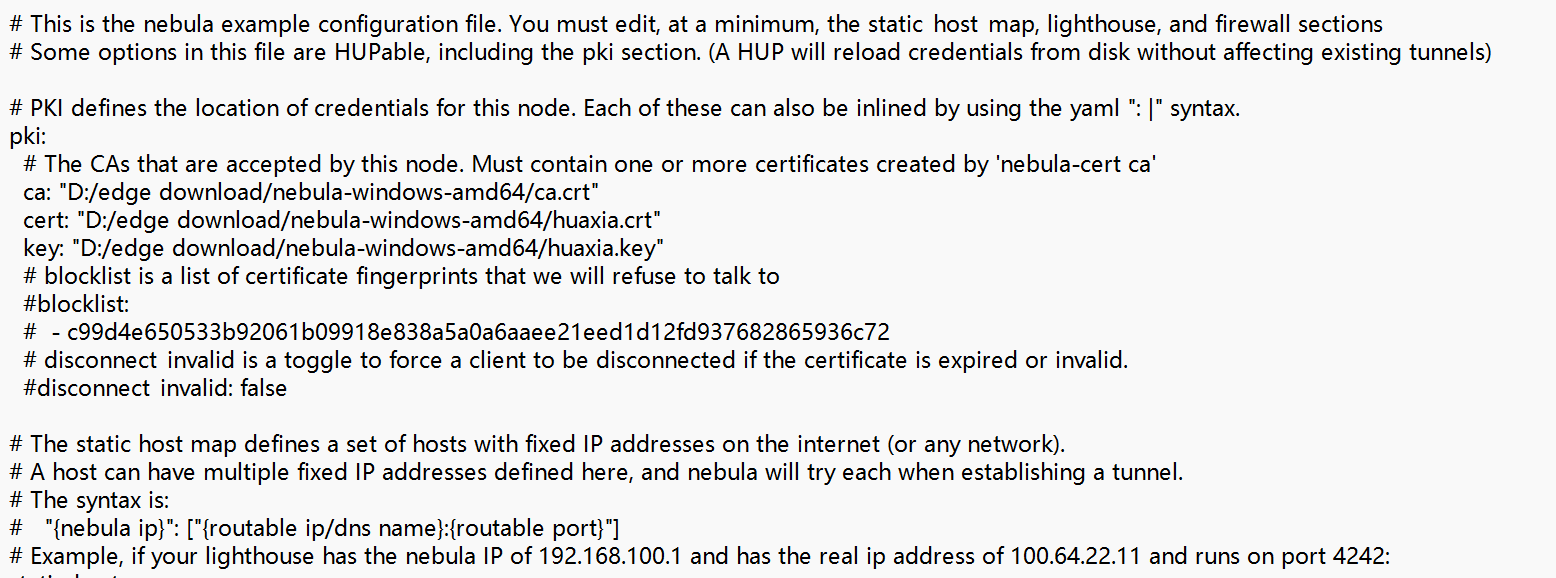 # This is the nebula example configuration file. You must edit, at a minimum, the static host map, lighthouse, and firewall sections
# Some options in this file are HUPable, including the pki section. (A HUP will reload credentials from disk without affecting existing tunnels)
# PKI defines the location of credentials for this node. Each of these can also be inlined by using the yaml ": |" syntax.
pki:
# The CAs that are accepted by this node. Must contain one or more certificates created by 'nebula-cert ca'
ca: "D:/edge download/nebula-windows-amd64/ca.crt"
cert: "D:/edge download/nebula-windows-amd64/huaxia.crt"
key: "D:/edge download/nebula-windows-amd64/huaxia.key"
# blocklist is a list of certificate fingerprints that we will refuse to talk to
#blocklist:
#  - c99d4e650533b92061b09918e838a5a0a6aaee21eed1d12fd937682865936c72
# disconnect invalid is a toggle to force a client to be disconnected if the certificate is expired or invalid.
#disconnect invalid: false
# The static host map defines a set of hosts with fixed IP addresses on the internet (or any network).
# A host can have multiple fixed IP addresses defined here, and nebula will try each when establishing a tunnel.
# The syntax is:
#   "{nebula ip}": ["{routable ip/dns name}:{routable port}"]
# Example, if your lighthouse has the nebula IP of 192.168.100.1 and has the real ip address of 100.64.22.11 and runs on port 4242: